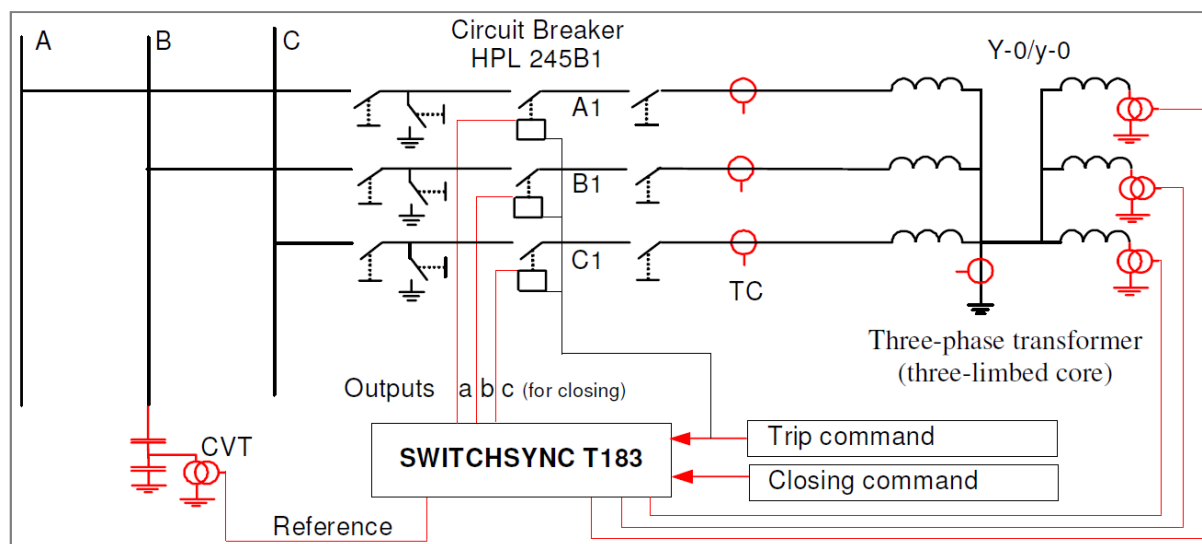 A
B
C
Circuit Breaker
HPL 245B1
Y-0/y-0
A1
B1
C1
TC
Three-phase transformer
(three-limbed core)
Outputs a b c (for closing)
CVT
SWITCHSYNC T183
Trip command
Closing command
Reference